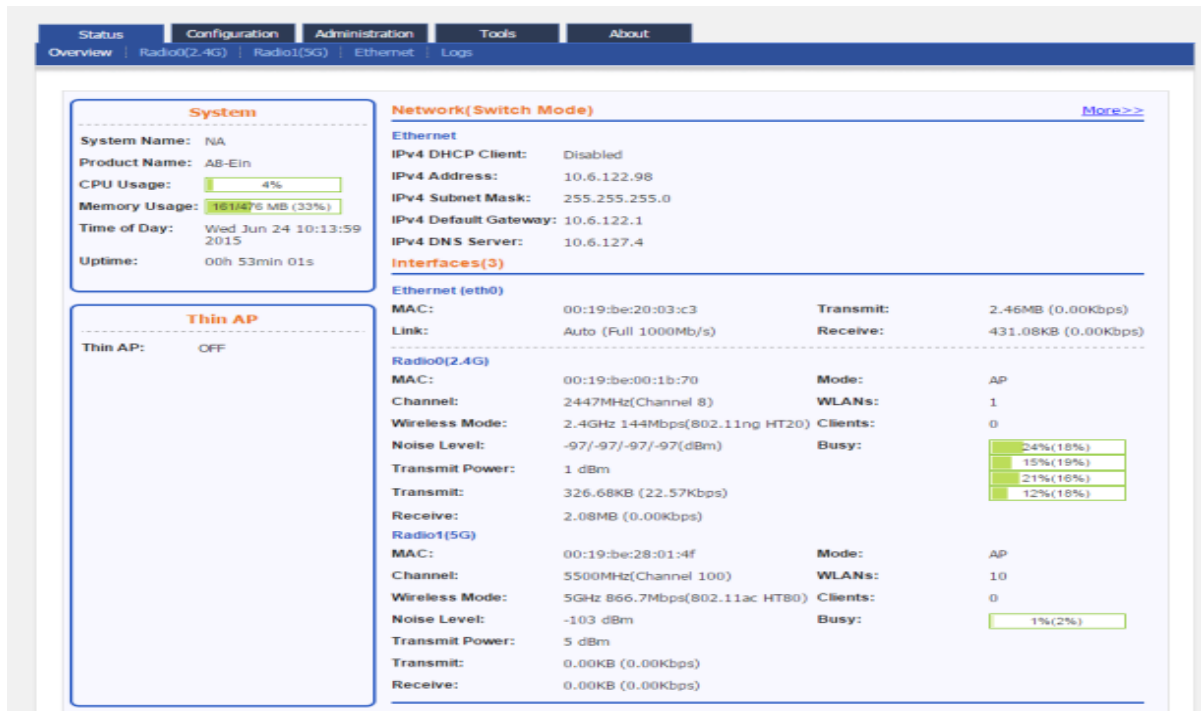 Status Configuration Administration Tools About
Overview Radio0(2.4G) Radio1(5G) Ethernet Logs
System
System Name: NA
Product Name: A8-Ein
CPU Usage: 4%
Memory Usage: 161/476 MB (33%)
Time of Day: Wed Jun 24 10:13:59
2015
Uptime: 00h 53min 01s
Thin AP
Thin AP: OFF
Network(Switch Mode) More>>
Ethernet
IPv4 DHCP Client: Disabled
IPv4 Address: 10.6.122.98
IPv4 Subnet Mask: 255.255.255.0
IPv4 Default Gateway: 10.6.122.1
IPv4 DNS Server: 10.6.127.4
Interfaces(3)
Ethernet (eth0)
MAC: 00:19:be:20:03:c3 Transmit: 2.46MB (0.00Kbps)
Link: Auto (Full 1000Mb/s) Receive: 431.08KB (0.00Kbps)
Radio0(2.4G)
MAC: 00:19:be:00:1b:70 Mode: AP
Channel: 2447MHz(Channel 8) WLANs: 1
Wireless Mode: 2.4GHz 144Mbps(802.11ng HT20) Clients: 0
Noise Level: -97/-97/-97/-97(dBm) Busy: 24%(18%)
15%(19%)
Transmit Power: 1 dBm
21%(16%)
Transmit: 326.68KB (22.57Kbps) 12%(18%)
Receive: 2.08MB (0.00Kbps)
Radio1(5G)
MAC: 00:19:be:28:01:4f Mode: AP
Channel: 5500MHz(Channel 100) WLANs: 10
Wireless Mode: 5GHz 866.7Mbps(802.11ac HT80) Clients: 0
Noise Level: -103 dBm Busy: 1%(2%)
Transmit Power: 5 dBm
Transmit: 0.00KB (0.00Kbps)
Receive: 0.00KB (0.00Kbps)